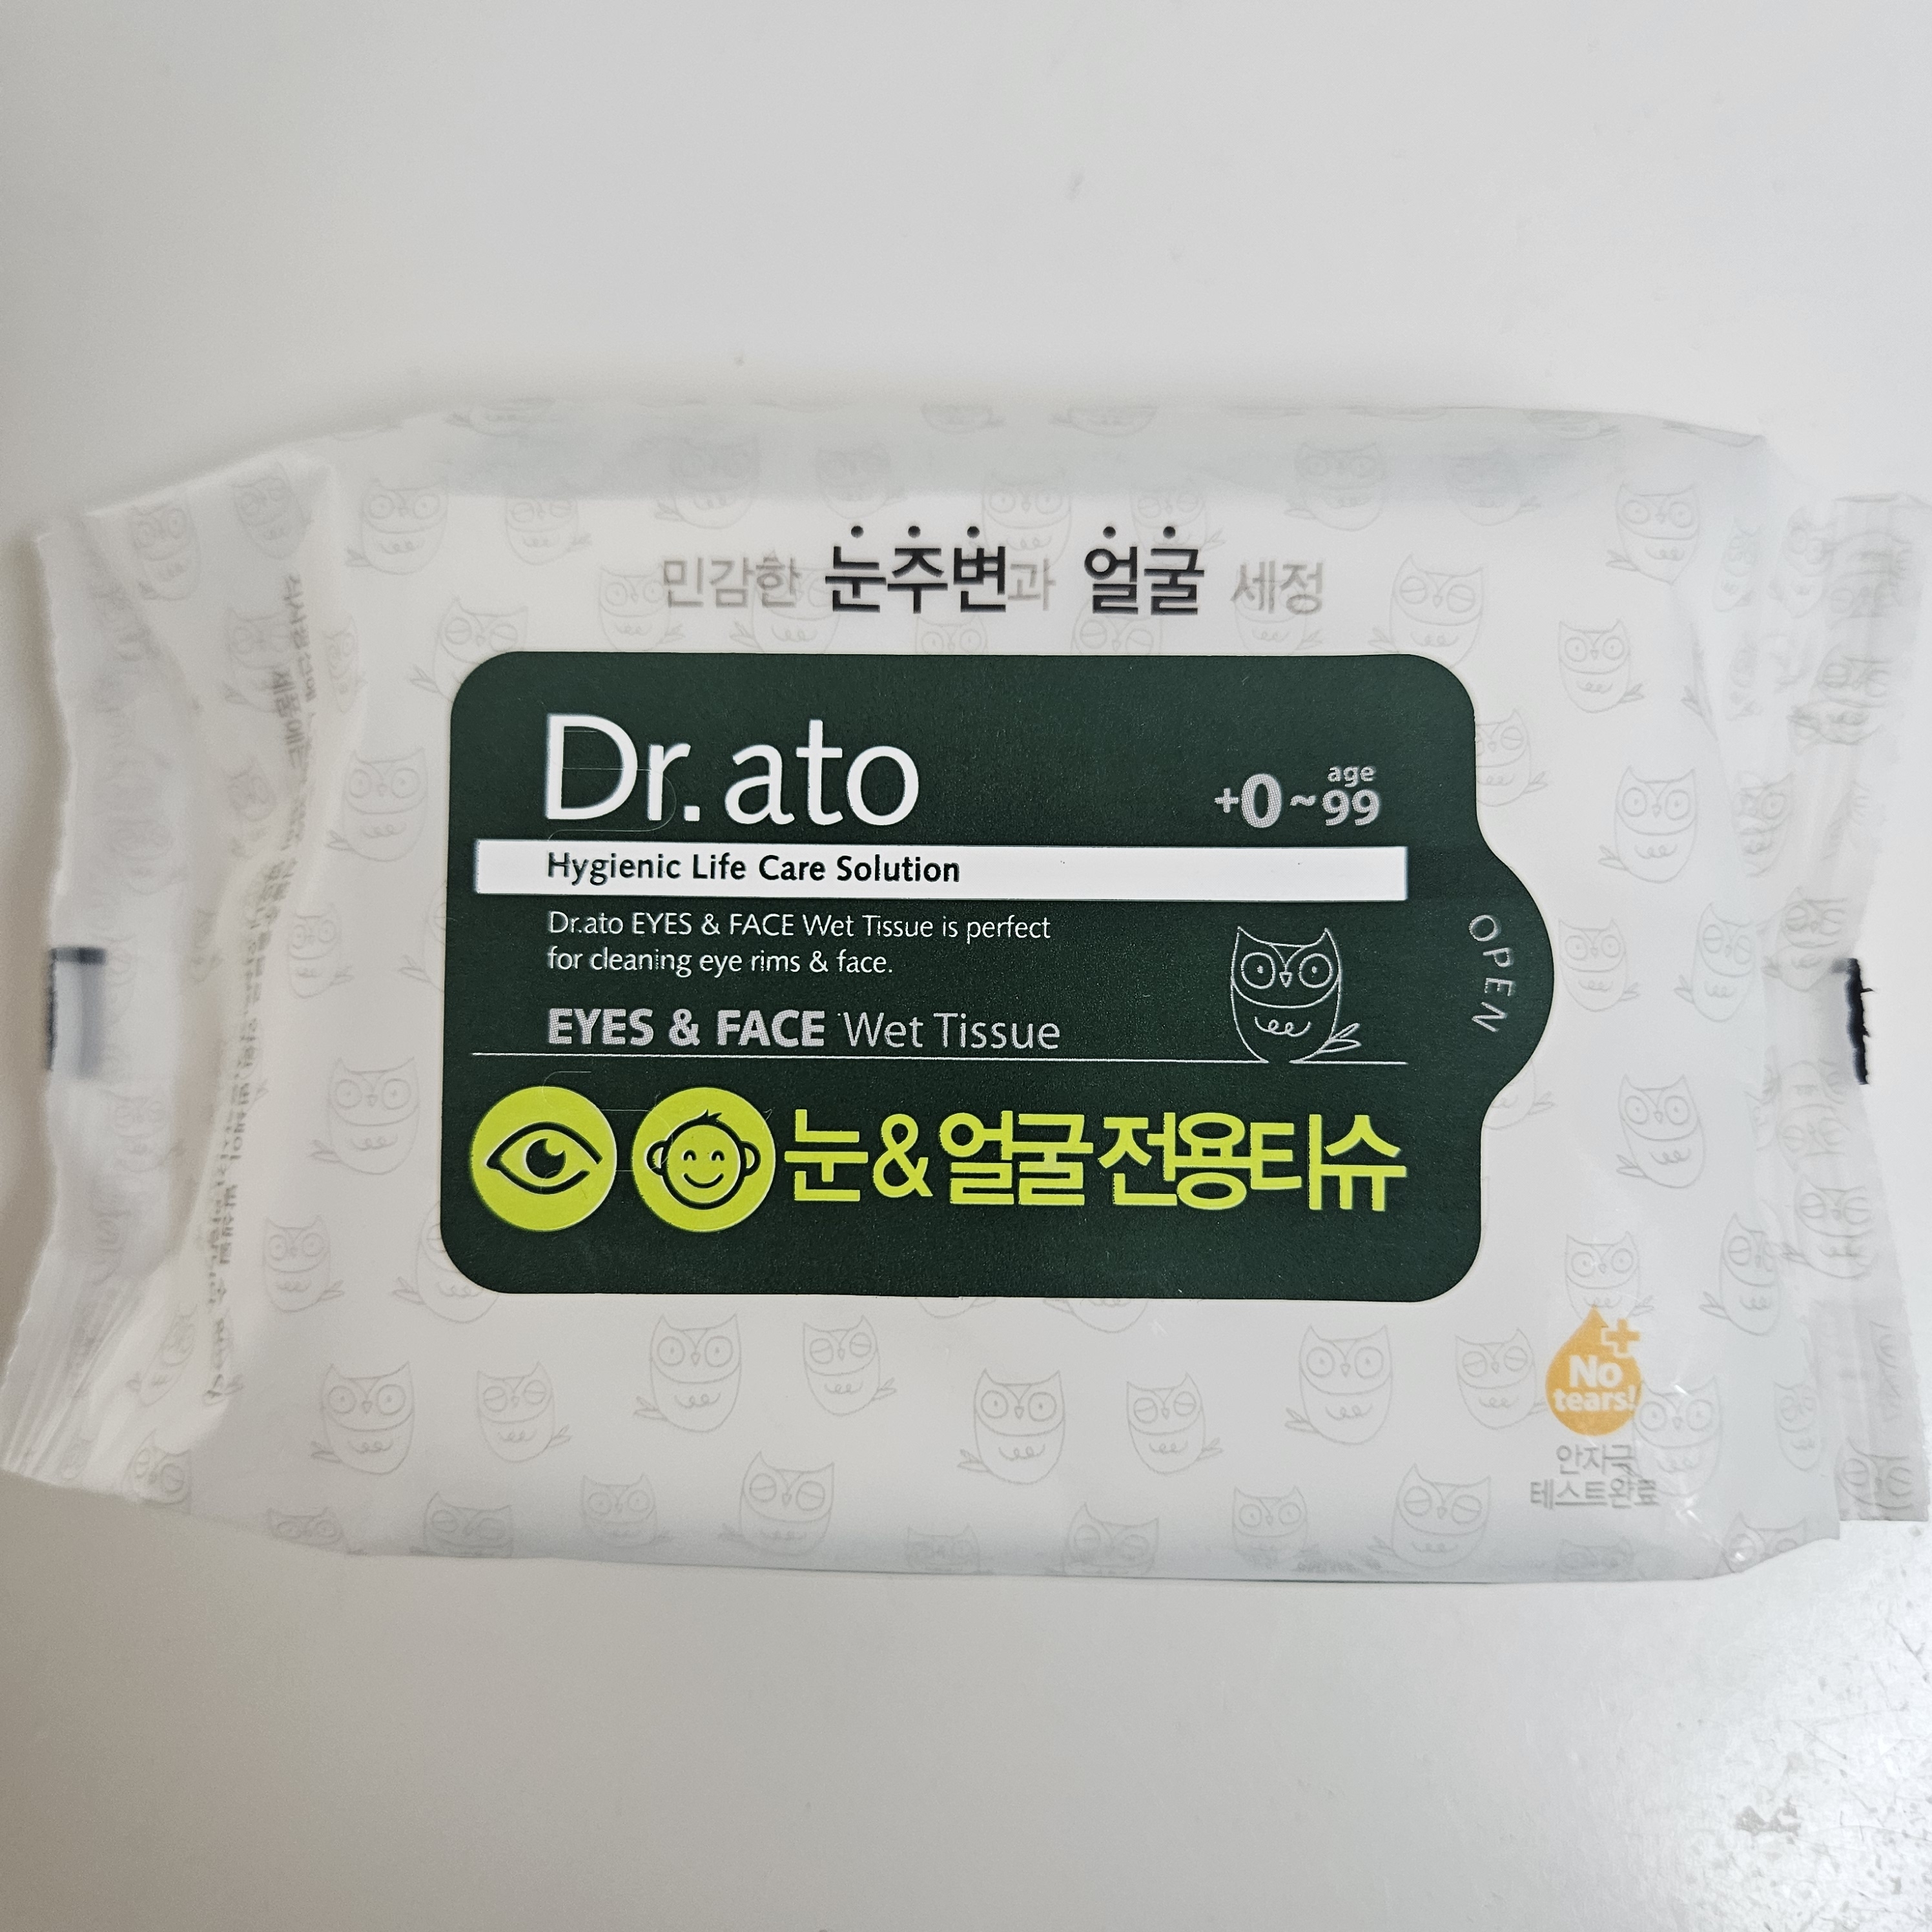 민감한 눈주변과 얼굴 세정
Dr.ato
age
+0~99
Hygienic Life Care Solution
Dr.ato EYES & FACE Wet Tissue is perfect
for cleaning eye rims & face.
EYES & FACE Wet Tissue
OPEN
눈&얼굴 전용티슈
No
tears!
안자극
테스트완료